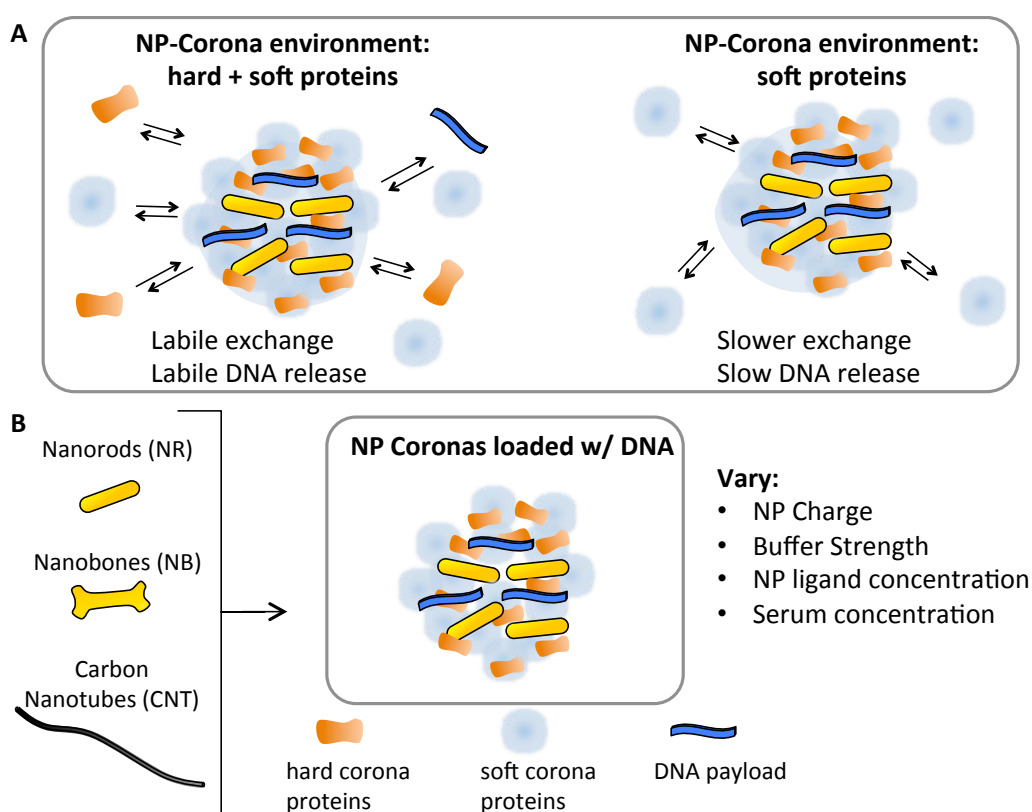 A
NP-Corona environment:
hard + soft proteins
NP-Corona environment:
soft proteins
Labile exchange
Labile DNA release
Slower exchange
Slow DNA release
B
Nanorods (NR)
Nanobones (NB)
Carbon
Nanotubes (CNT)
NP Coronas loaded w/ DNA
Vary:
• NP Charge
• Buffer Strength
• NP ligand concentration
• Serum concentration
hard corona
proteins
soft corona
proteins
DNA payload